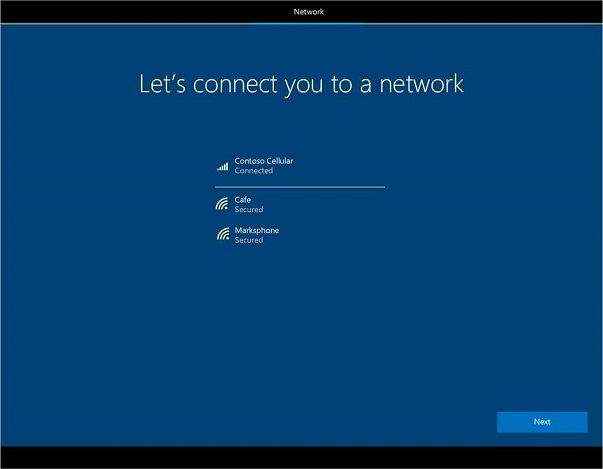 Network
Let's connect you to a network
Contoso Cellular
Connected
Cafe
Secured
Marksphone
Secured
Next